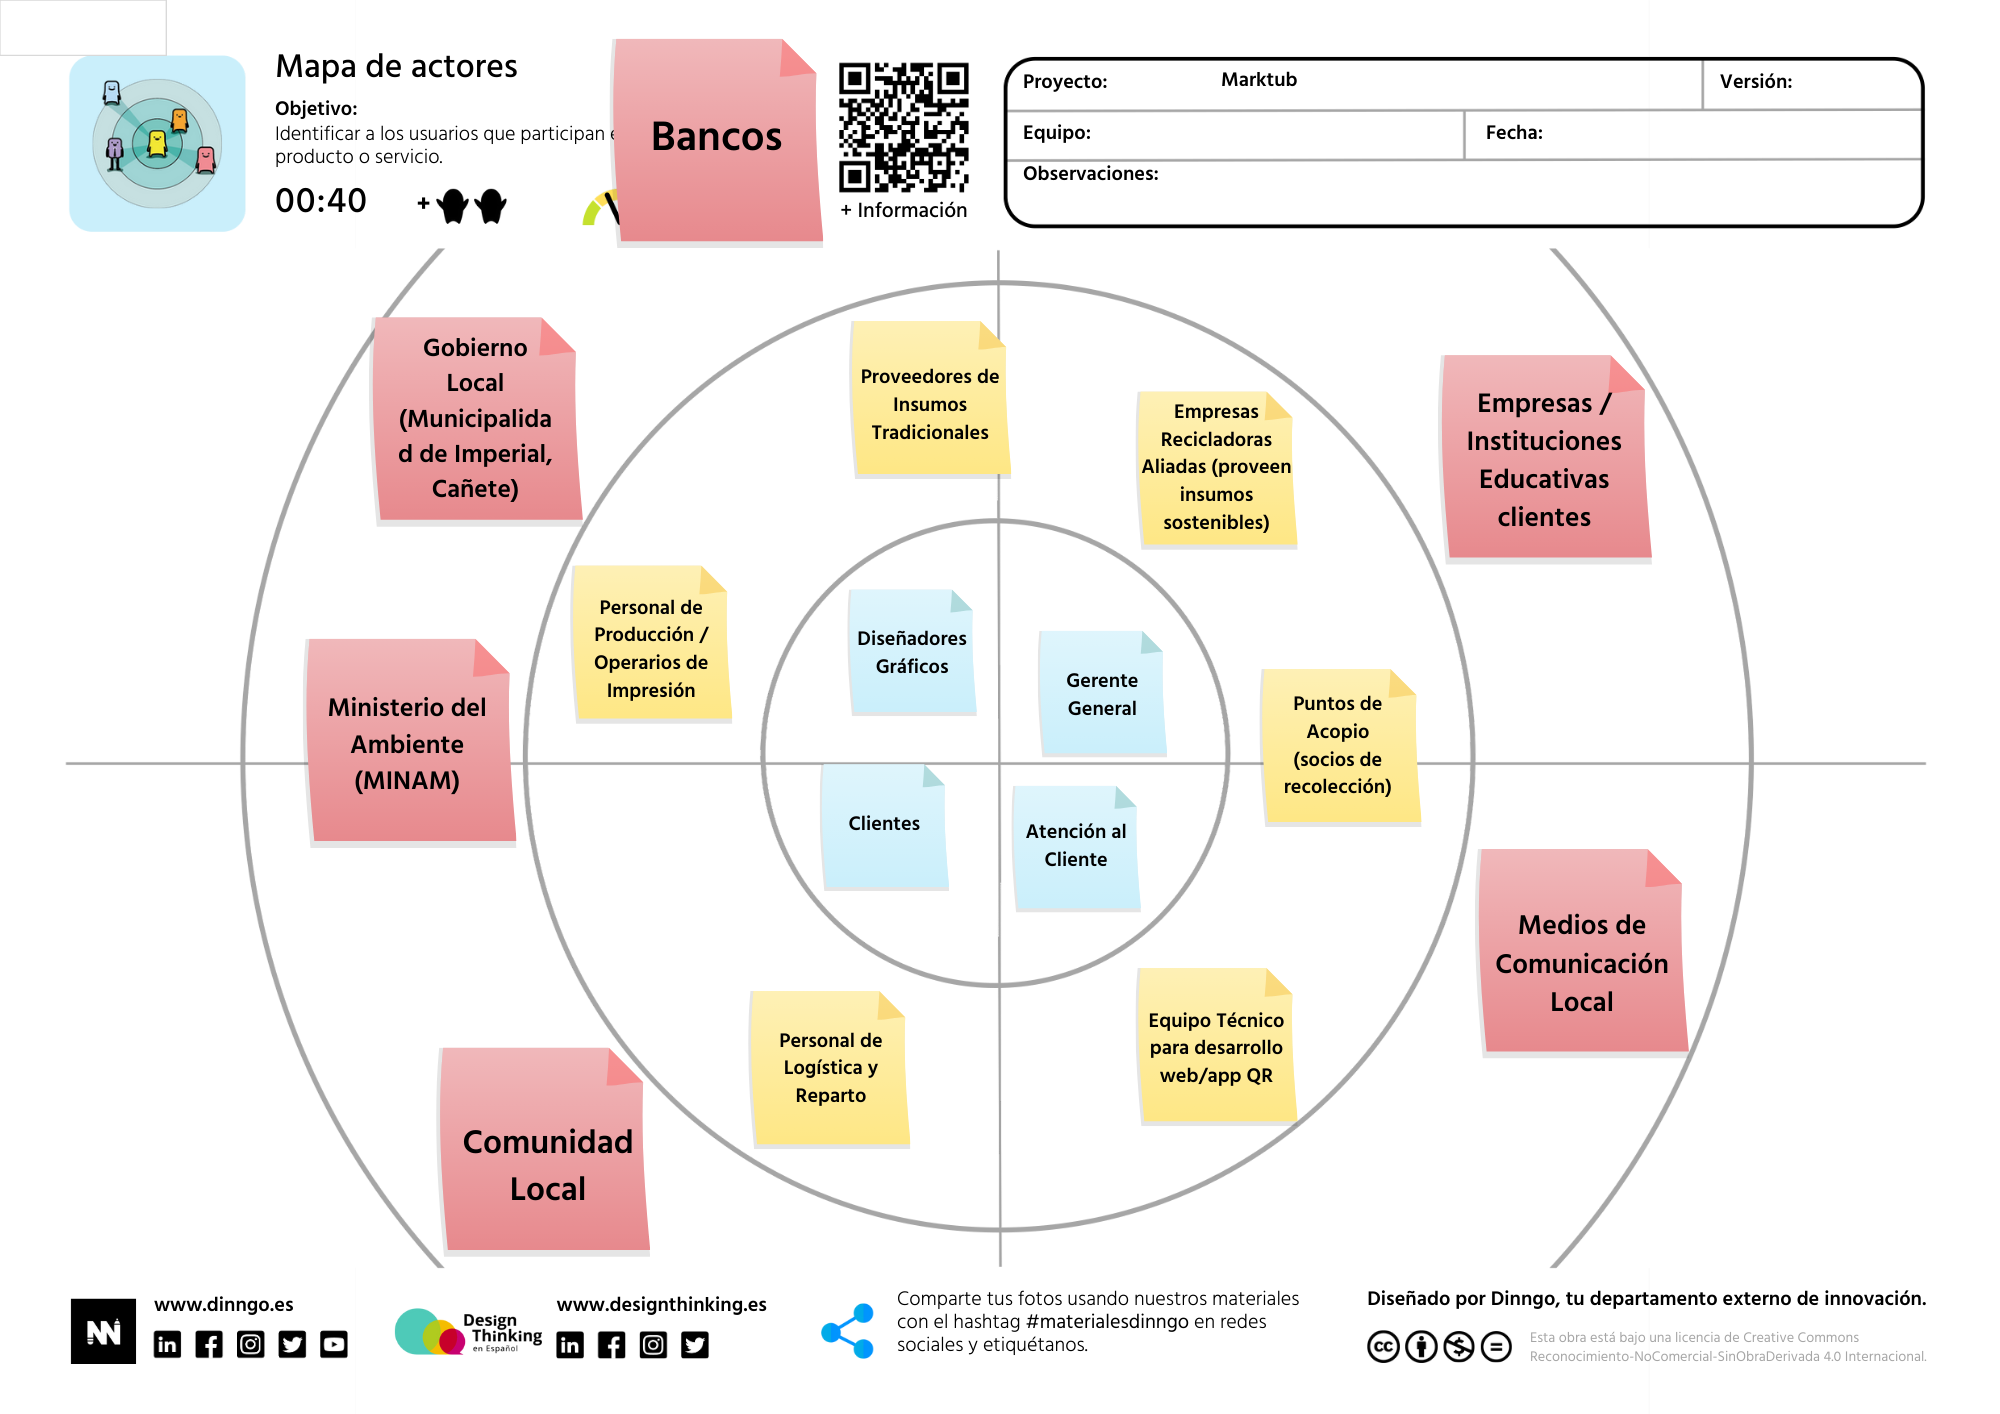 Mapa de actores
Objetivo:
Identificar a los usuarios que participan
producto o servicio.
00:40
+
Bancos
+ Información
Proyecto:
Marktub
Versión:
Equipo:
Fecha:
Observaciones:
Gobierno
Local
(Municipalida
d de Imperial,
Cañete)
Proveedores de
Insumos
Tradicionales
Empresas
Recicladoras
Aliadas (proveen
insumos
sostenibles)
Empresas /
Instituciones
Educativas
clientes
Personal de
Producción /
Operarios de
Impresión
Diseñadores
Gráficos
Gerente
General
Ministerio del
Ambiente
(MINAM)
Puntos de
Acopio
(socios de
recolección)
Clientes
Atención al
Cliente
Medios de
Comunicación
Local
Personal de
Logística y
Reparto
Equipo Técnico
para desarrollo
web/app QR
Comunidad
Local
www.dinngo.es
Design
Thinking
en Español
www.designthinking.es
Comparte tus fotos usando nuestros materiales
con el hashtag #materialesdinngo en redes
sociales y etiquétanos.
Diseñado por Dinngo, tu departamento externo de innovación.
cc
Esta obra está bajo una licencia de Creative Commons
Reconocimiento-NoComercial-SinObraDerivada 4.0 Internacional.